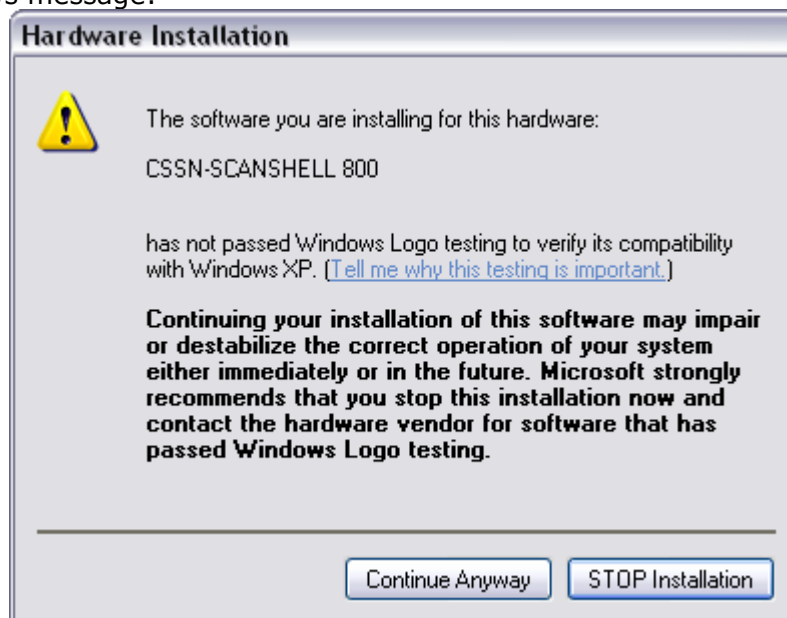 s message:
Hardware Installation
The software you are installing for this hardware:
CSSN-SCANSHELL 800
has not passed Windows Logo testing to verify its compatibility
with Windows XP. (Tell me why this testing is important.)
Continuing your installation of this software may impair
or destabilize the correct operation of your system
either immediately or in the future. Microsoft strongly
recommends that you stop this installation now and
contact the hardware vendor for software that has
passed Windows Logo testing.
Continue Anyway
STOP Installation